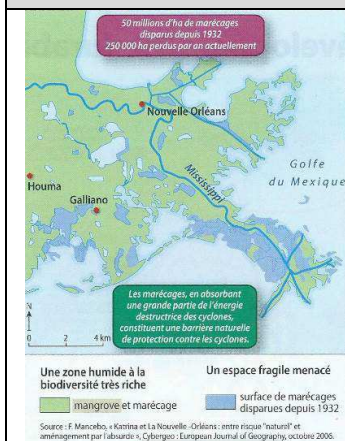 50 millions d'ha de marécages
disparus depuis 1932
250 000 ha perdus par an actuellement
Nouvelle Orléans
Golfe
du Mexique
Mississippi
Houma
Galliano
Les marécages, en absorbant
une grande partie de l'énergie
destructrice des cyclones,
constituent une barrière naturelle
de protection contre les cyclones.
N
0 2 4 km
Une zone humide à la
biodiversité très riche
mangrove et marécage
Un espace fragile menacé
surface de marécages
disparues depuis 1932
Source : F. Mancebo, « Katrina et La Nouvelle -Orléans : entre risque "naturel" et
aménagement par l'absurde », Cybergeo : European Journal of Geography, octobre 2006.